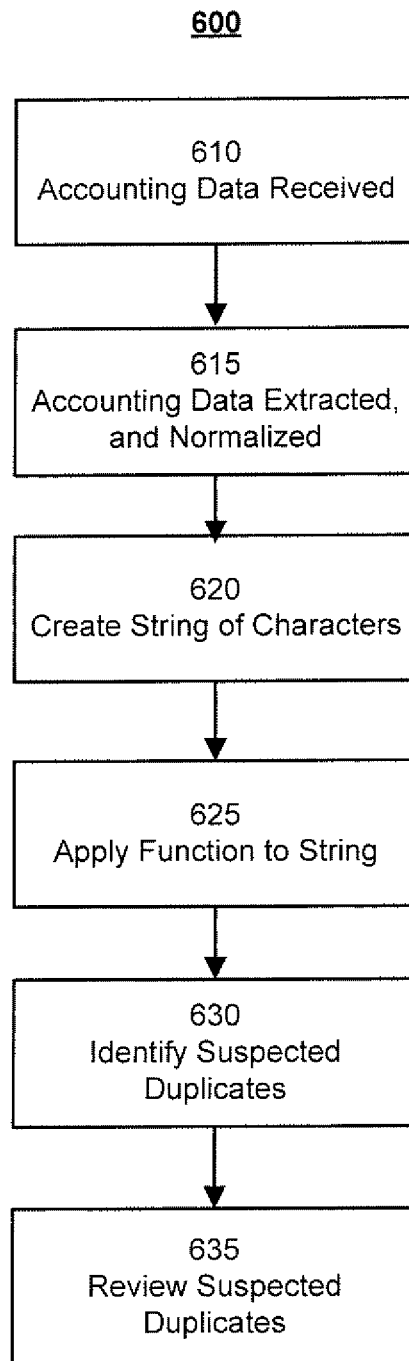 600
610
Accounting Data Received
615
Accounting Data Extracted,
and Normalized
620
Create String of Characters
625
Apply Function to String
630
Identify Suspected
Duplicates
635
Review Suspected
Duplicates